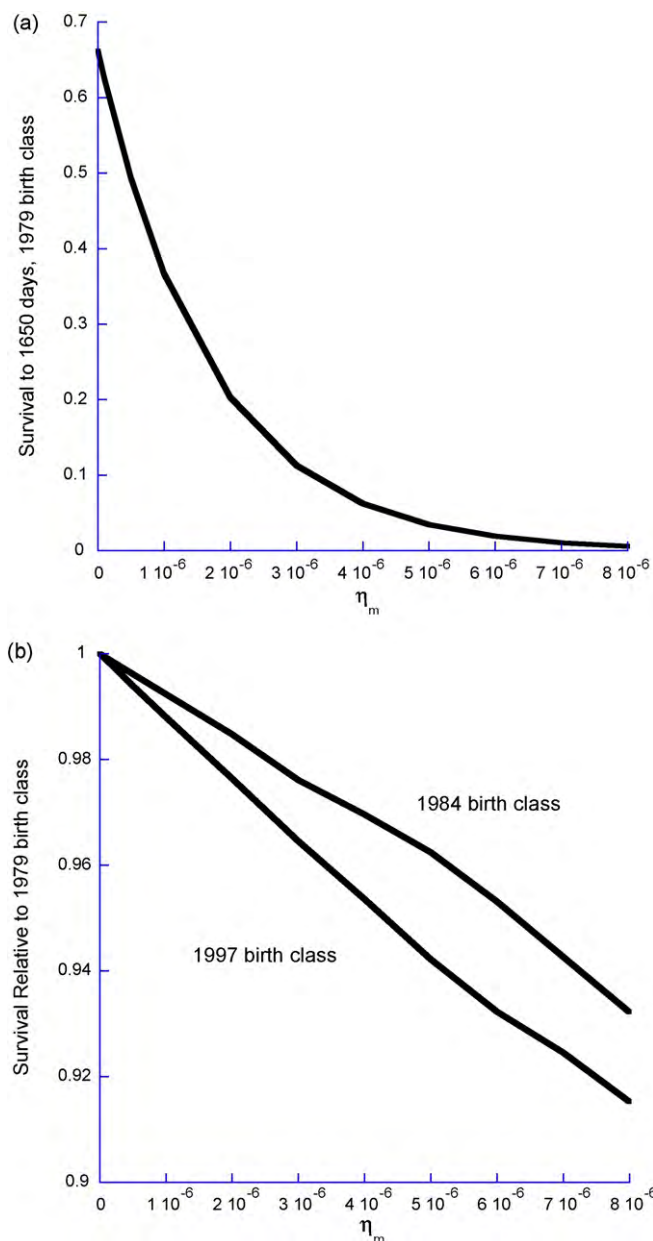 (a)
0.7
0.6
0.5
0.4
0.3
0.2
0.1
0
Survival to 1650 days, 1979 birth class
0 1 10⁻⁶ 2 10⁻⁶ 3 10⁻⁶ 4 10⁻⁶ 5 10⁻⁶ 6 10⁻⁶ 7 10⁻⁶ 8 10⁻⁶
ηₘ
(b)
1
0.98
0.96
0.94
0.92
0.9
Survival Relative to 1979 birth class
1984 birth class
1997 birth class
0 1 10⁻⁶ 2 10⁻⁶ 3 10⁻⁶ 4 10⁻⁶ 5 10⁻⁶ 6 10⁻⁶ 7 10⁻⁶ 8 10⁻⁶
ηₘ